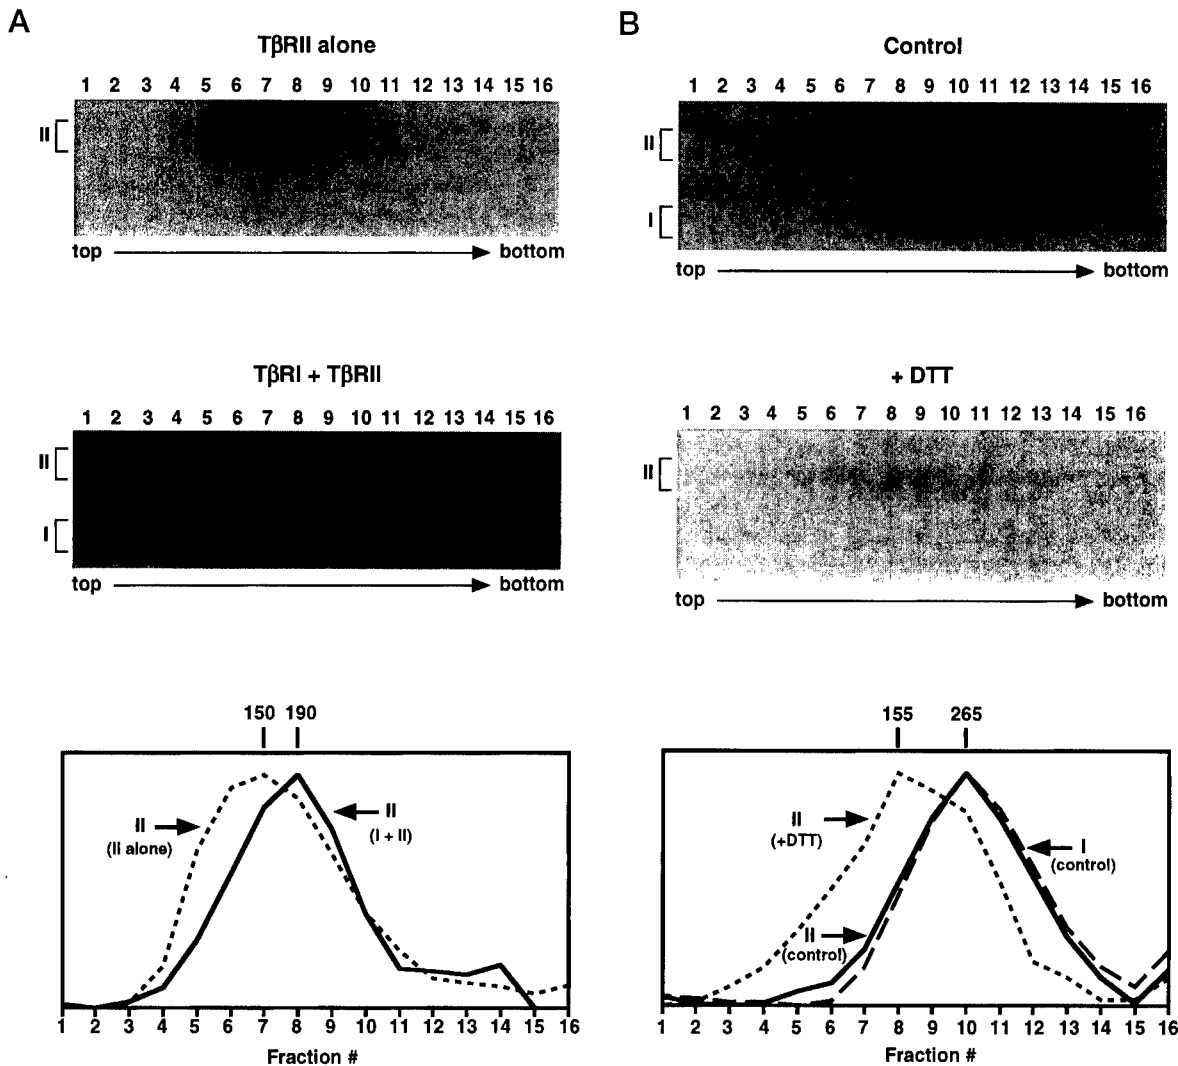 A
TβRII alone
1 2 3 4 5 6 7 8 9 10 11 12 13 14 15 16
II
top bottom
TβRI + TβRII
1 2 3 4 5 6 7 8 9 10 11 12 13 14 15 16
II
I
top bottom
150 190
II
(II alone)
II
(I + II)
1 2 3 4 5 6 7 8 9 10 11 12 13 14 15 16
Fraction #
B
Control
1 2 3 4 5 6 7 8 9 10 11 12 13 14 15 16
II
I
top bottom
+ DTT
1 2 3 4 5 6 7 8 9 10 11 12 13 14 15 16
II
top bottom
155 265
II
(+DTT)
I
(control)
II
(control)
1 2 3 4 5 6 7 8 9 10 11 12 13 14 15 16
Fraction #